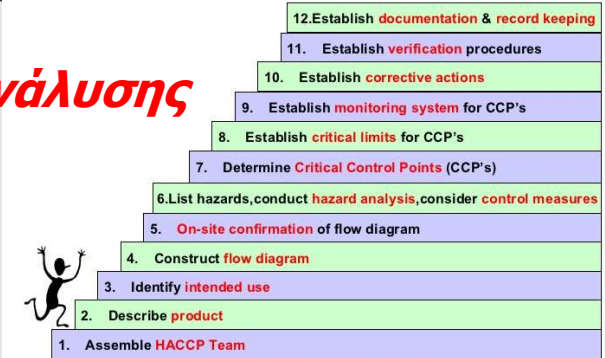 12.Establish documentation & record keeping
11. Establish verification procedures
10. Establish corrective actions
νάλυσης
9. Establish monitoring system for CCP's
8. Establish critical limits for CCP's
7. Determine Critical Control Points (CCP's)
6.List hazards,conduct hazard analysis,consider control measures
5. On-site confirmation of flow diagram
4. Construct flow diagram
3. Identify intended use
2. Describe product
1. Assemble HACCP Team